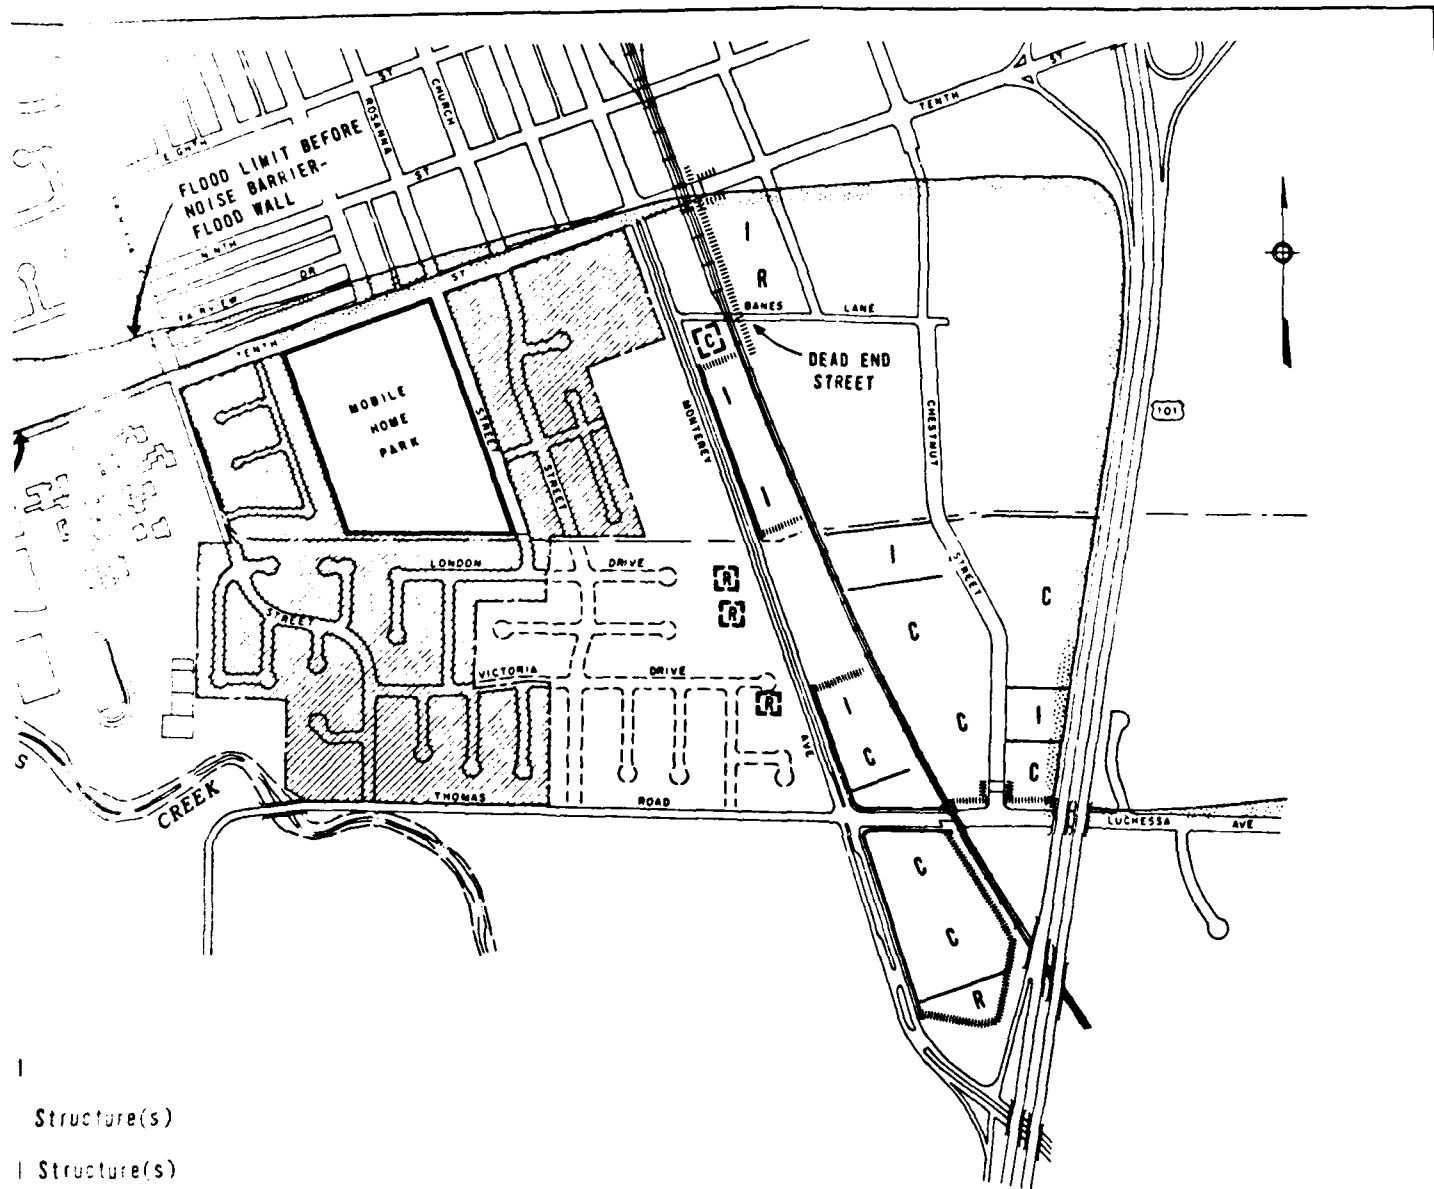 ST
CHURCH
ROSANNA
EIGHTH
ST
TENTH
ST
FLOOD LIMIT BEFORE
NOISE BARRIER-
FLOOD WALL
NINTH
FAIRVIEW DR
TENTH
ST
I
R
BANES LANE
C
DEAD END
STREET
MOBILE
HOME
PARK
STREET
STREET
MONTEREY
I
I
CHESTNUT
101
LONDON DRIVE
I
STREET
R
R
C
C
STREET
VICTORIA DRIVE
R
I
C
C
I
C
AVE
S
CREEK
THOMAS ROAD
LUCHESSA AVE
C
C
R
Structure(s)
Structure(s)